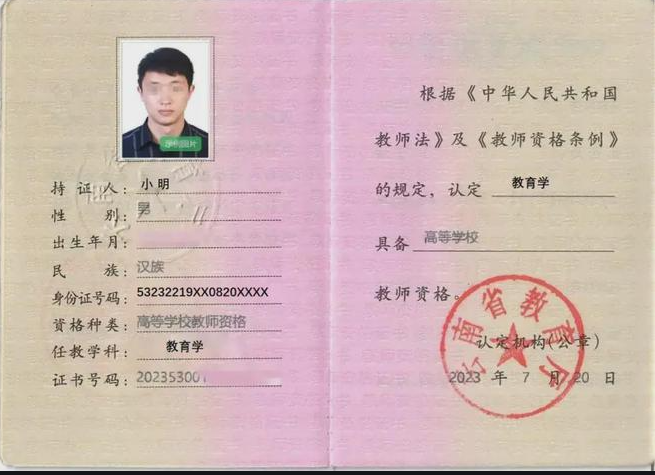 持证人：小明
性别：男
出生年月：
民族：汉族
身份证号码：53232219XX0820XXXX
资格种类：高等学校教师资格
任教学科：教育学
证书号码：20235300
根据《中华人民共和国
教师法》及《教师资格条例》
的规定，认定 教育学
具备 高等学校
教师资格。
云南省教育厅
认定机构(公章)
2023 年 7 月 20 日